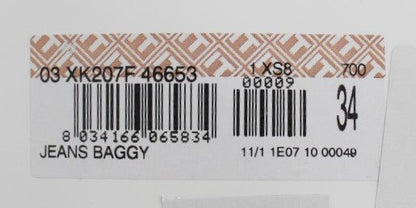 03 XK207F 46653 1 XS8 700
00009
34
8 034166 065834
JEANS BAGGY 11/1 1E07 10 00049